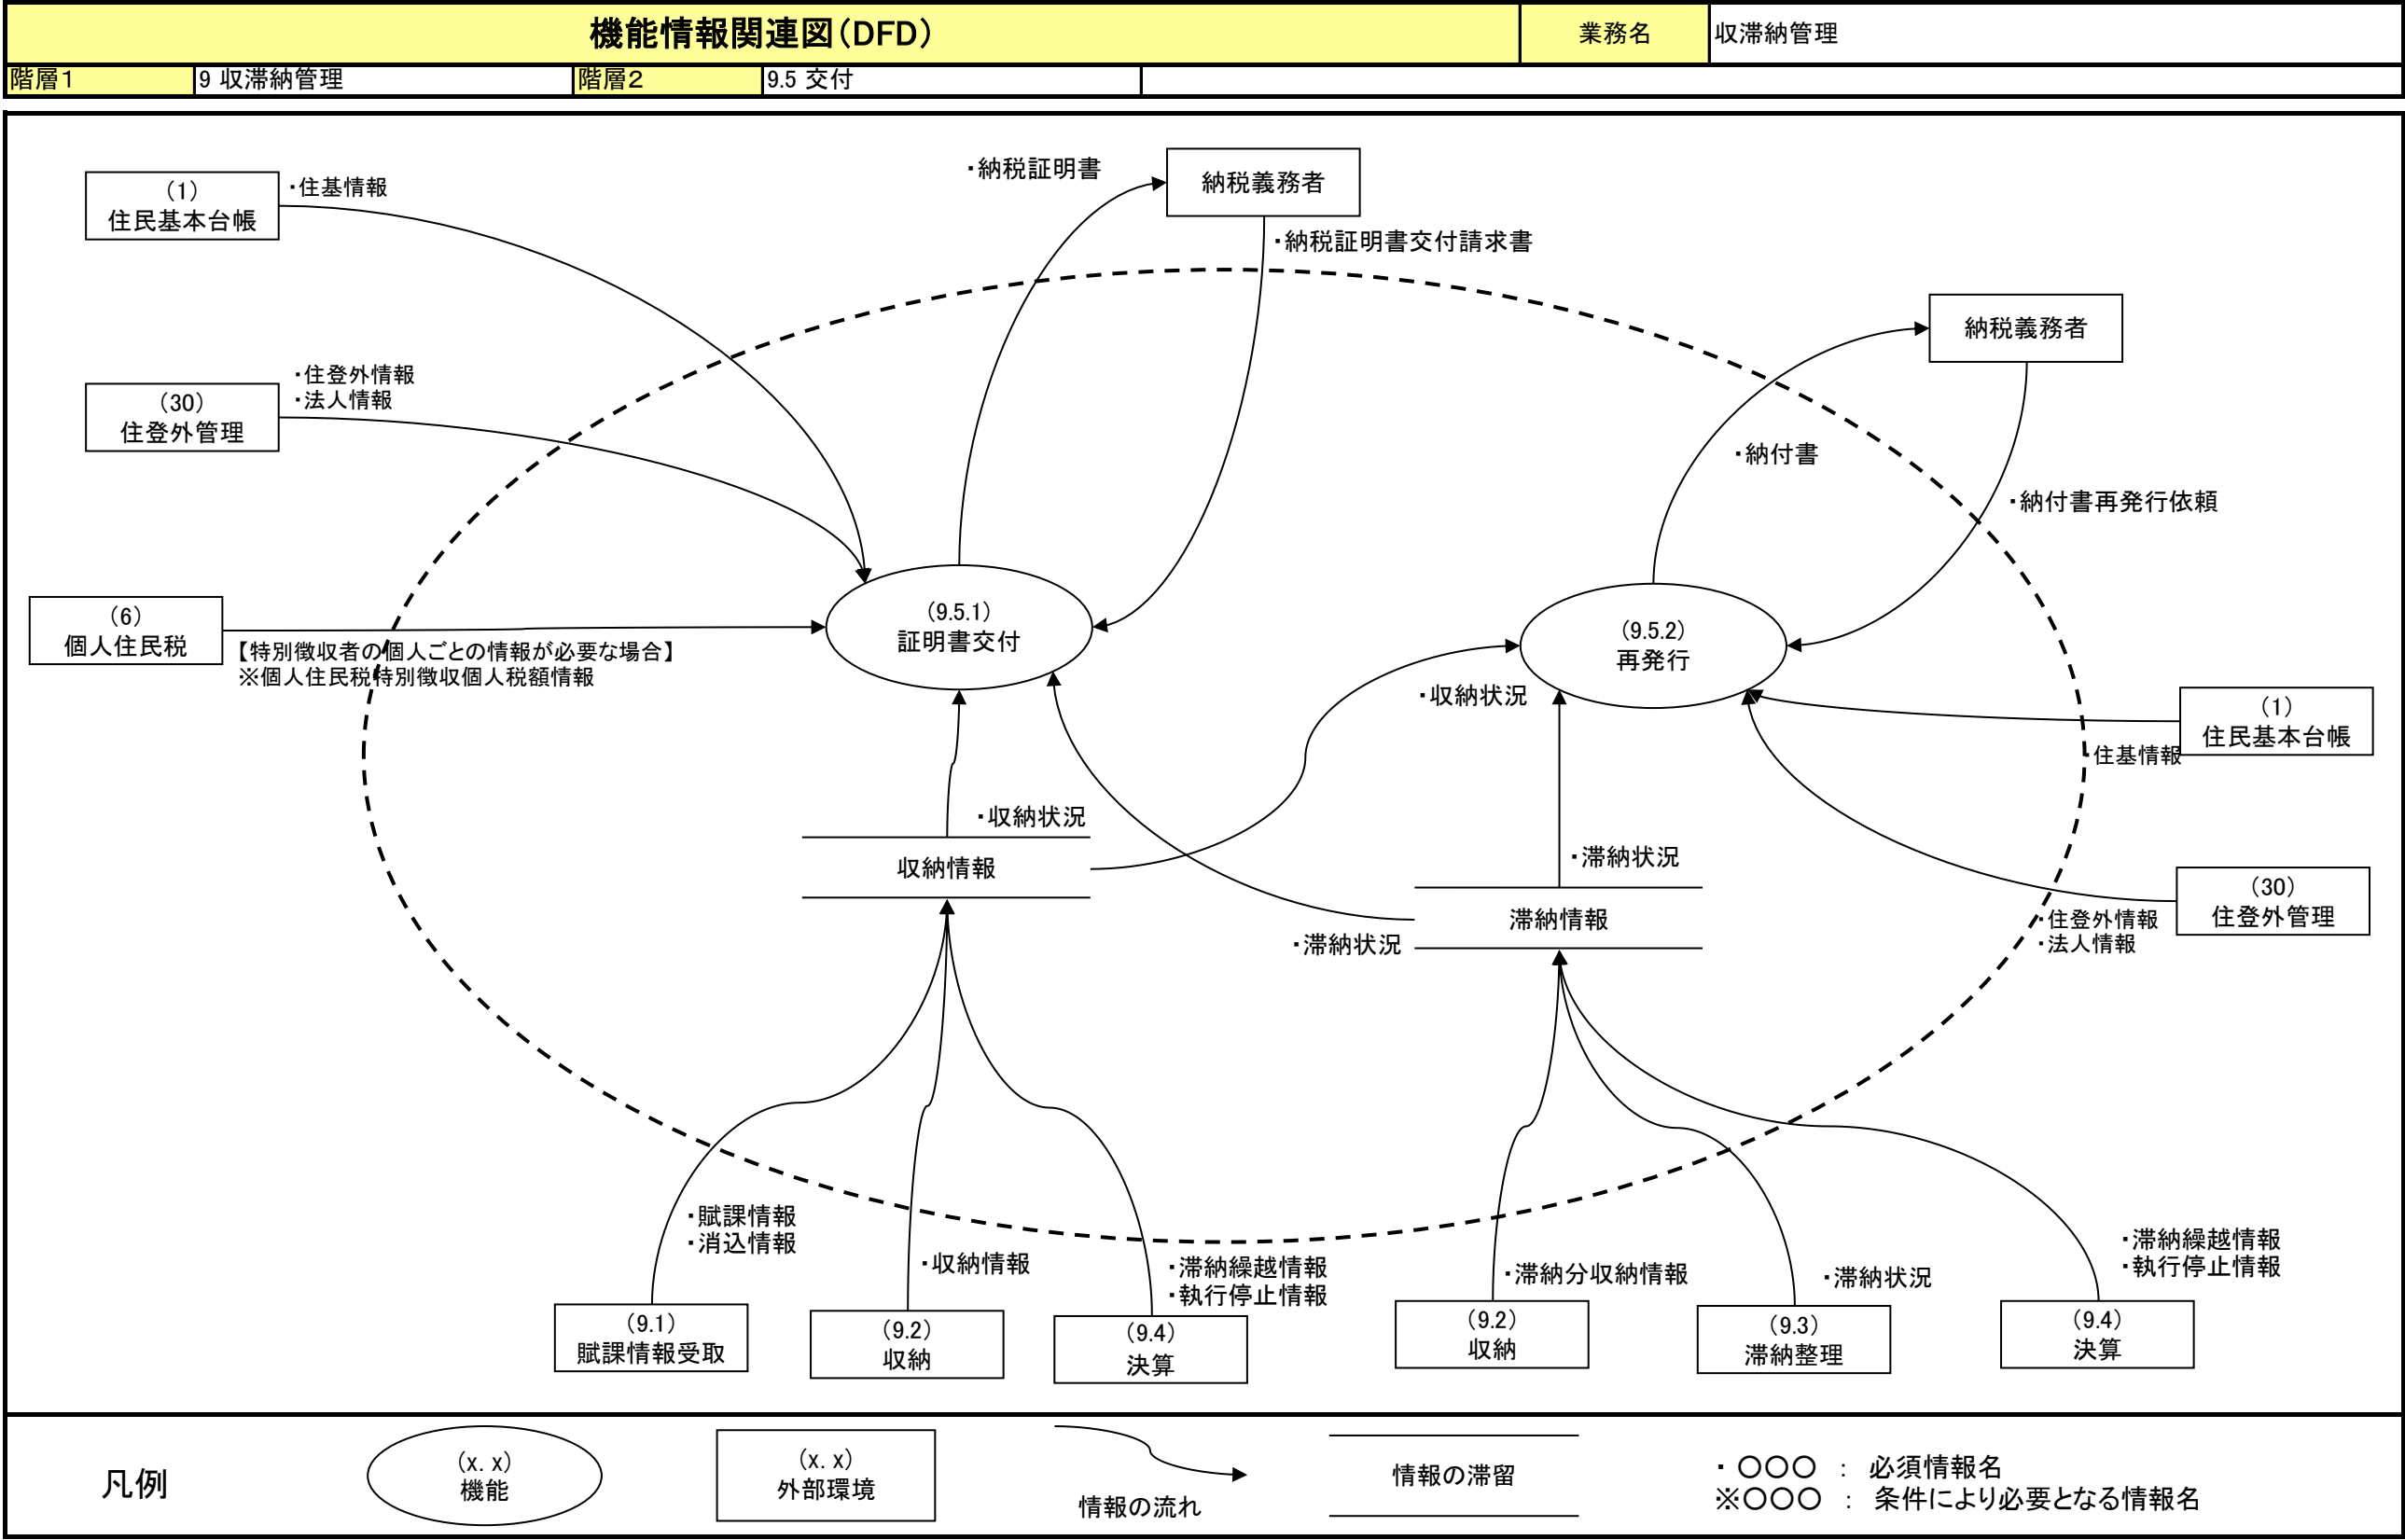 機能情報関連図（DFD）
業務名
収滞納管理
階層１
9 収滞納管理
階層２
9.5 交付
（1）
住民基本台帳
・住基情報
・納税証明書
納税義務者
・納税証明書交付請求書
（30）
住登外管理
・住登外情報
・法人情報
納税義務者
・納付書
・納付書再発行依頼
（6）
個人住民税
【特別徴収者の個人ごとの情報が必要な場合】
※個人住民税特別徴収個人税額情報
（9.5.1）
証明書交付
（9.5.2）
再発行
・収納状況
（1）
住民基本台帳
・住基情報
・収納状況
収納情報
・滞納状況
滞納情報
・滞納状況
（30）
住登外管理
・住登外情報
・法人情報
・賦課情報
・消込情報
・収納情報
・滞納繰越情報
・執行停止情報
・滞納分収納情報
・滞納状況
・滞納繰越情報
・執行停止情報
（9.1）
賦課情報受取
（9.2）
収納
（9.4）
決算
（9.2）
収納
（9.3）
滞納整理
（9.4）
決算
凡例
（x. x）
機能
（x. x）
外部環境
情報の流れ
情報の滞留
・ ○○○ ： 必須情報名
※○○○ ： 条件により必要となる情報名